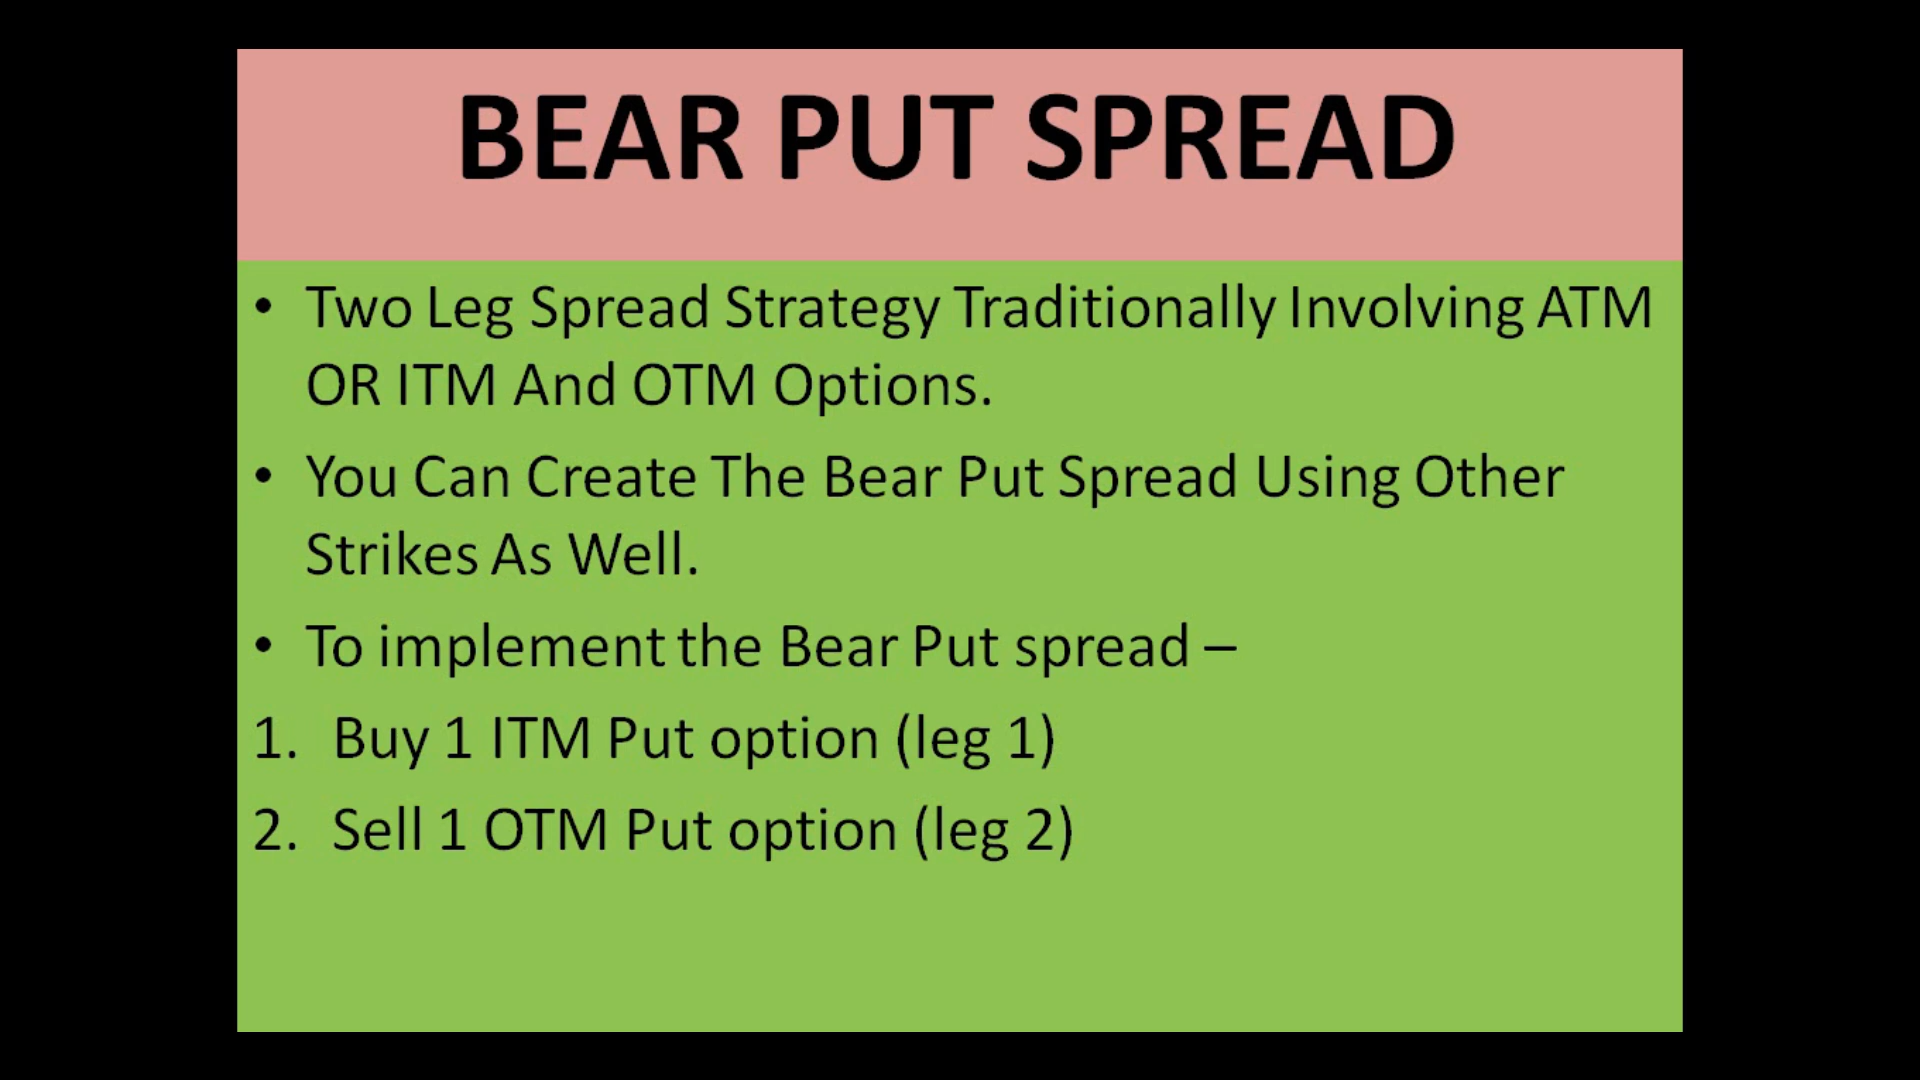 BEAR PUT SPREAD
• Two Leg Spread Strategy Traditionally Involving ATM
OR ITM And OTM Options.
• You Can Create The Bear Put Spread Using Other
Strikes As Well.
• To implement the Bear Put spread –
1. Buy 1 ITM Put option (leg 1)
2. Sell 1 OTM Put option (leg 2)